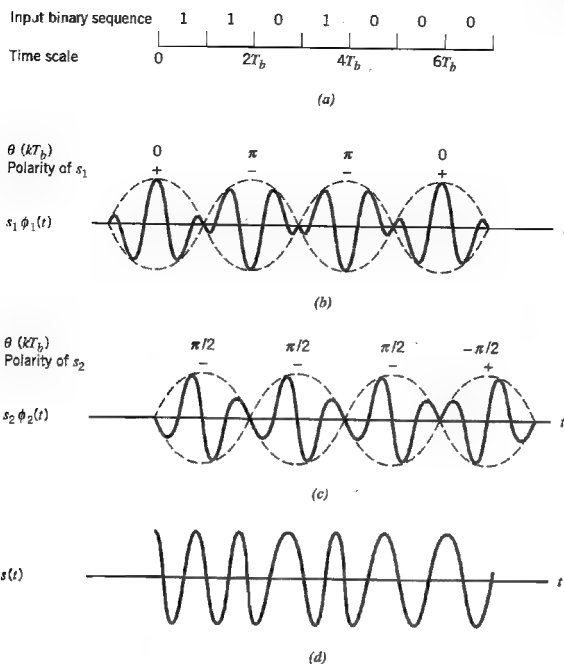 Input binary sequence 1 1 0 1 0 0 0
Time scale 0 2T_b 4T_b 6T_b
(a)
θ (kT_b) 0 π π 0
Polarity of s_1 + − − +
s_1 ϕ_1(t)
(b)
θ (kT_b) π/2 π/2 π/2 −π/2
Polarity of s_2 − − − +
s_2 ϕ_2(t) t
(c)
s(t) t
(d)